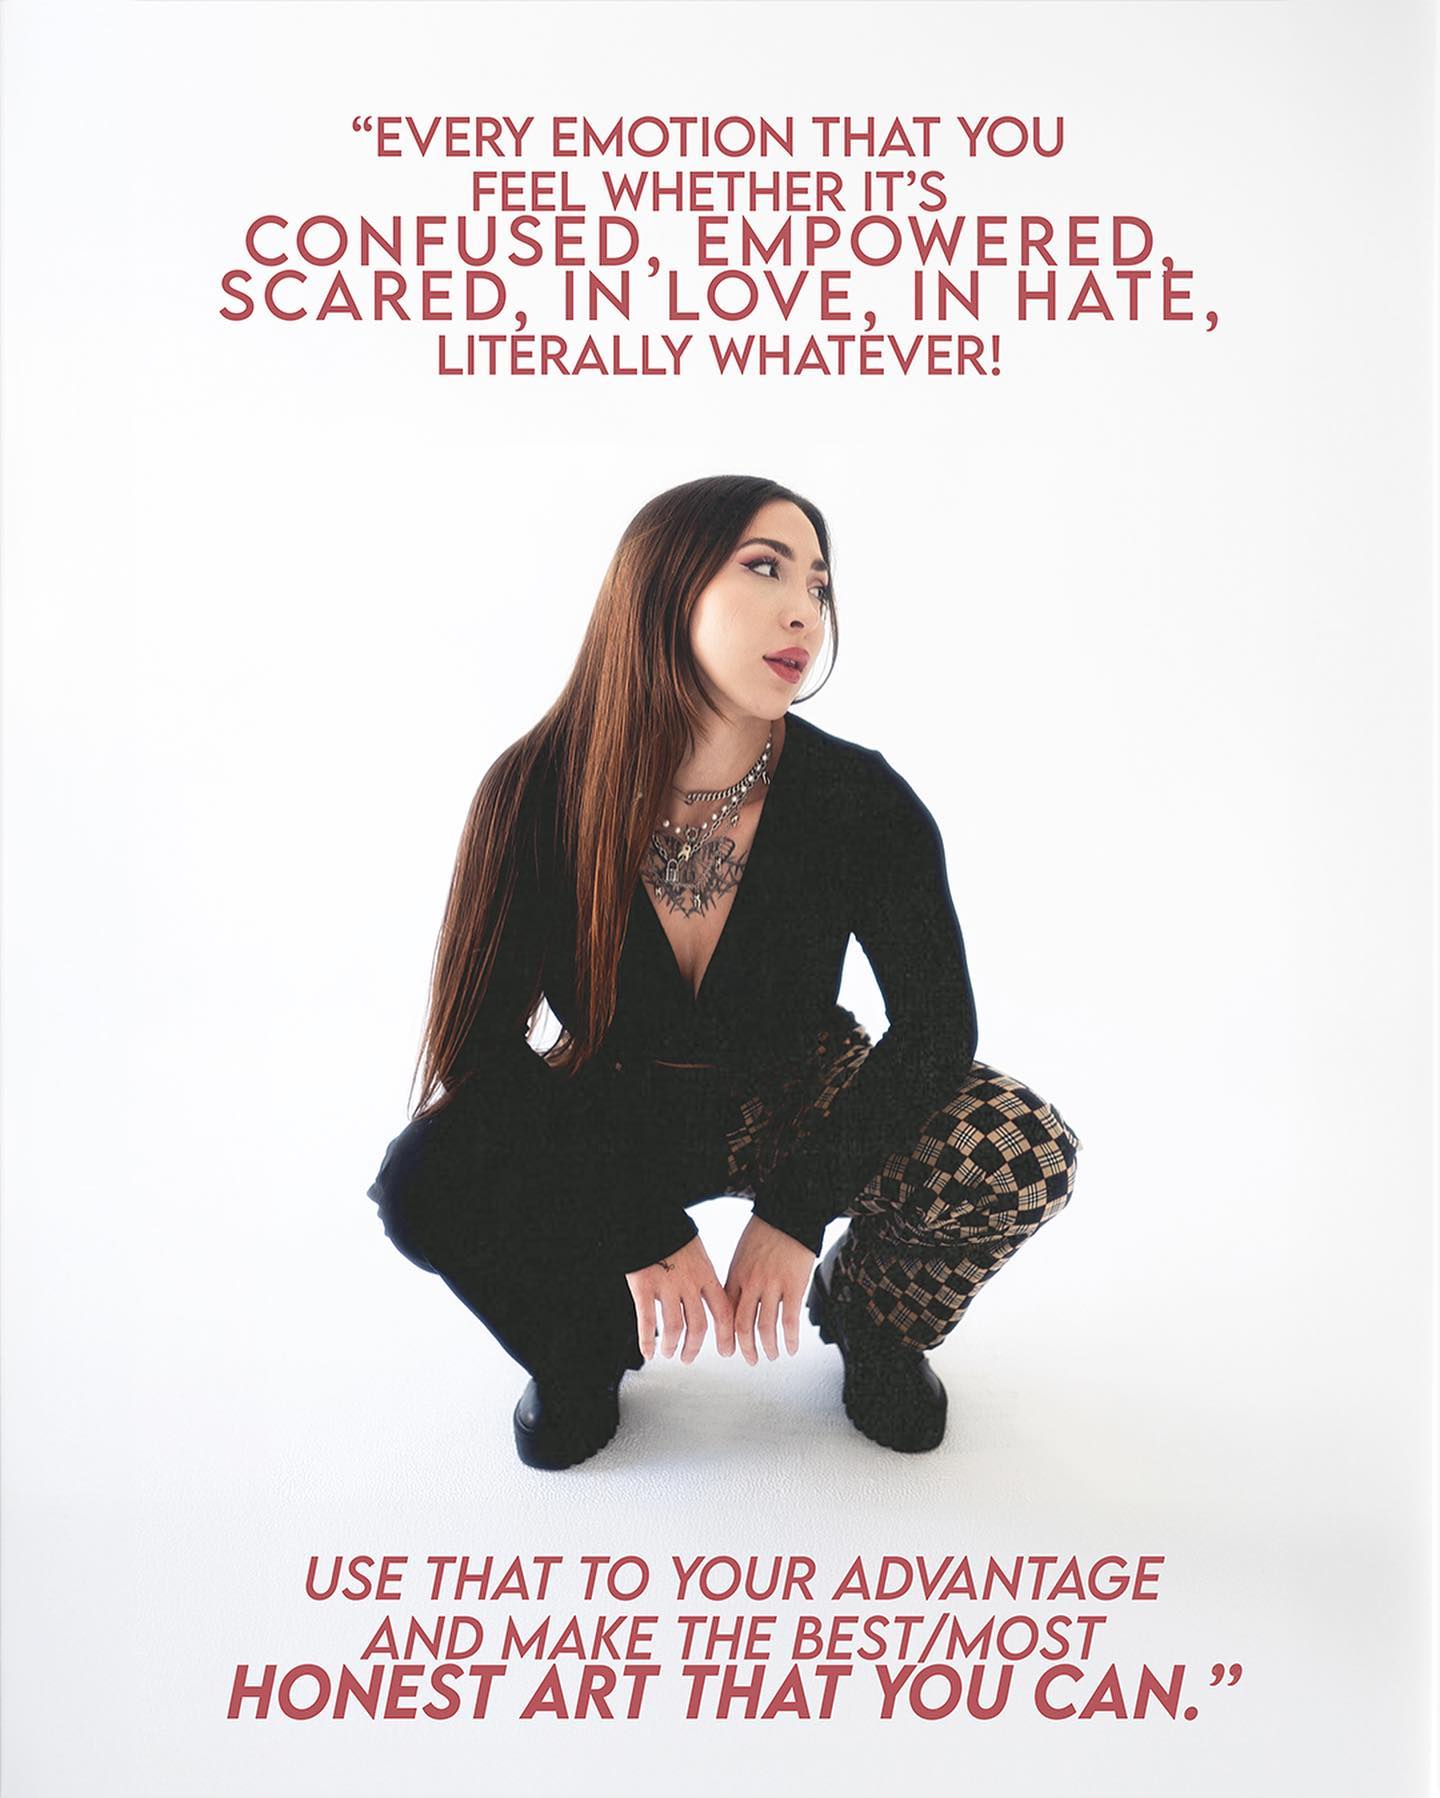 “EVERY EMOTION THAT YOU
FEEL WHETHER IT’S
CONFUSED, EMPOWERED,
SCARED, IN LOVE, IN HATE,
LITERALLY WHATEVER!
USE THAT TO YOUR ADVANTAGE
AND MAKE THE BEST/MOST
HONEST ART THAT YOU CAN.”